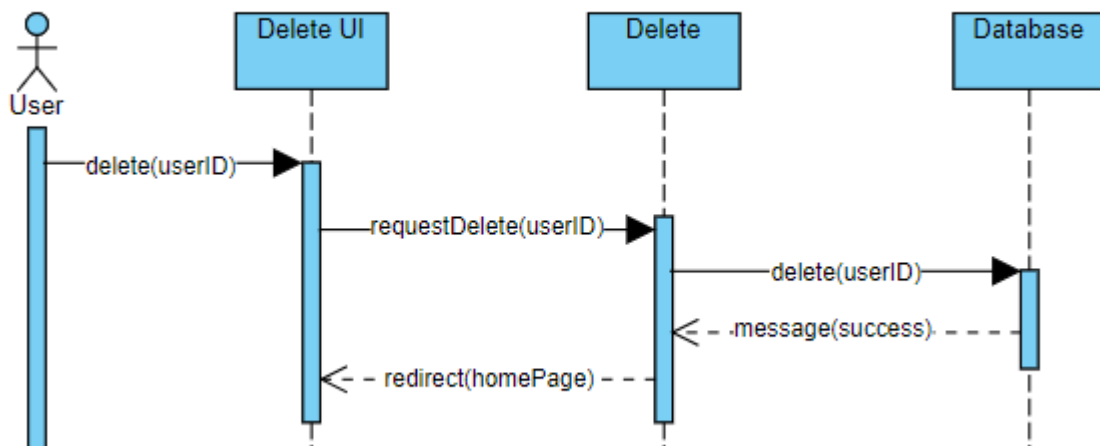 Delete UI
Delete
Database
User
delete(userID)
requestDelete(userID)
delete(userID)
message(success)
redirect(homePage)